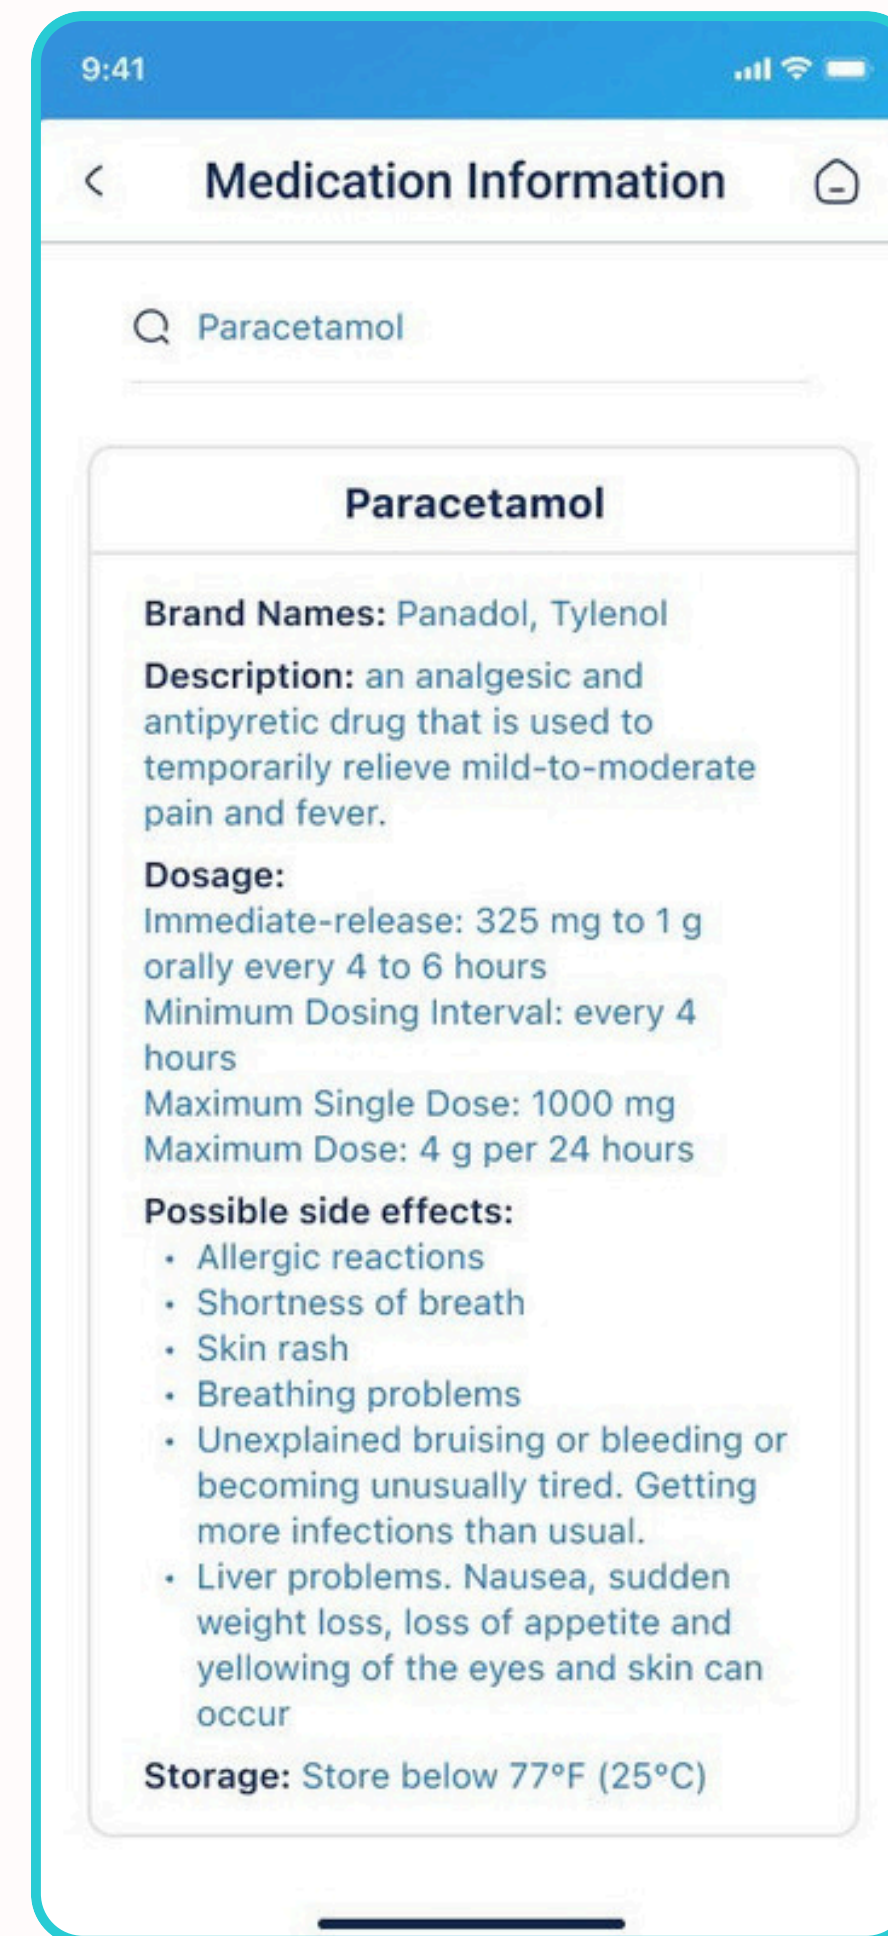 9:41
Medication Information
Paracetamol
Paracetamol
Brand Names: Panadol, Tylenol
Description: an analgesic and
antipyretic drug that is used to
temporarily relieve mild-to-moderate
pain and fever.
Dosage:
Immediate-release: 325 mg to 1 g
orally every 4 to 6 hours
Minimum Dosing Interval: every 4
hours
Maximum Single Dose: 1000 mg
Maximum Dose: 4 g per 24 hours
Possible side effects:
• Allergic reactions
• Shortness of breath
• Skin rash
• Breathing problems
• Unexplained bruising or bleeding or
becoming unusually tired. Getting
more infections than usual.
• Liver problems. Nausea, sudden
weight loss, loss of appetite and
yellowing of the eyes and skin can
occur
Storage: Store below 77°F (25°C)